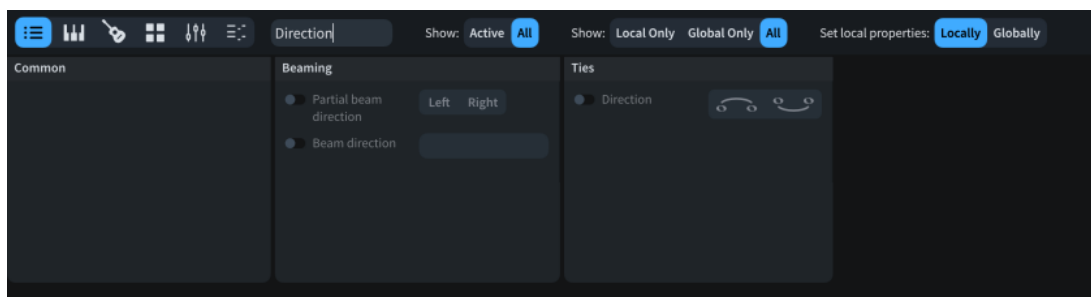 Direction Show: Active All Show: Local Only Global Only All Set local properties: Locally Globally
Common Beaming Ties
Partial beam direction Left Right
Direction
Beam direction